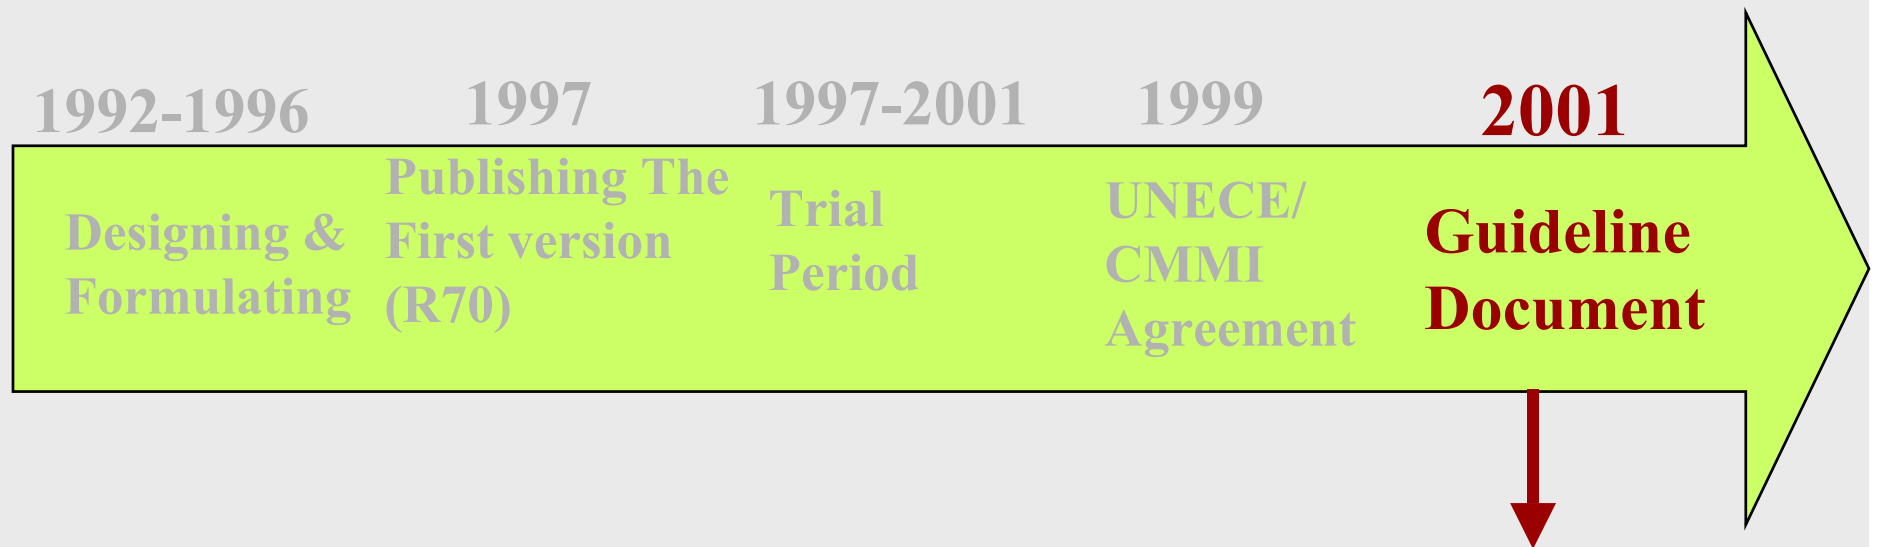 1992-1996
Designing &
Formulating
1997
Publishing The
First version
(R70)
1997-2001
Trial
Period
1999
UNECE/
CMMI
Agreement
2001
Guideline
Document